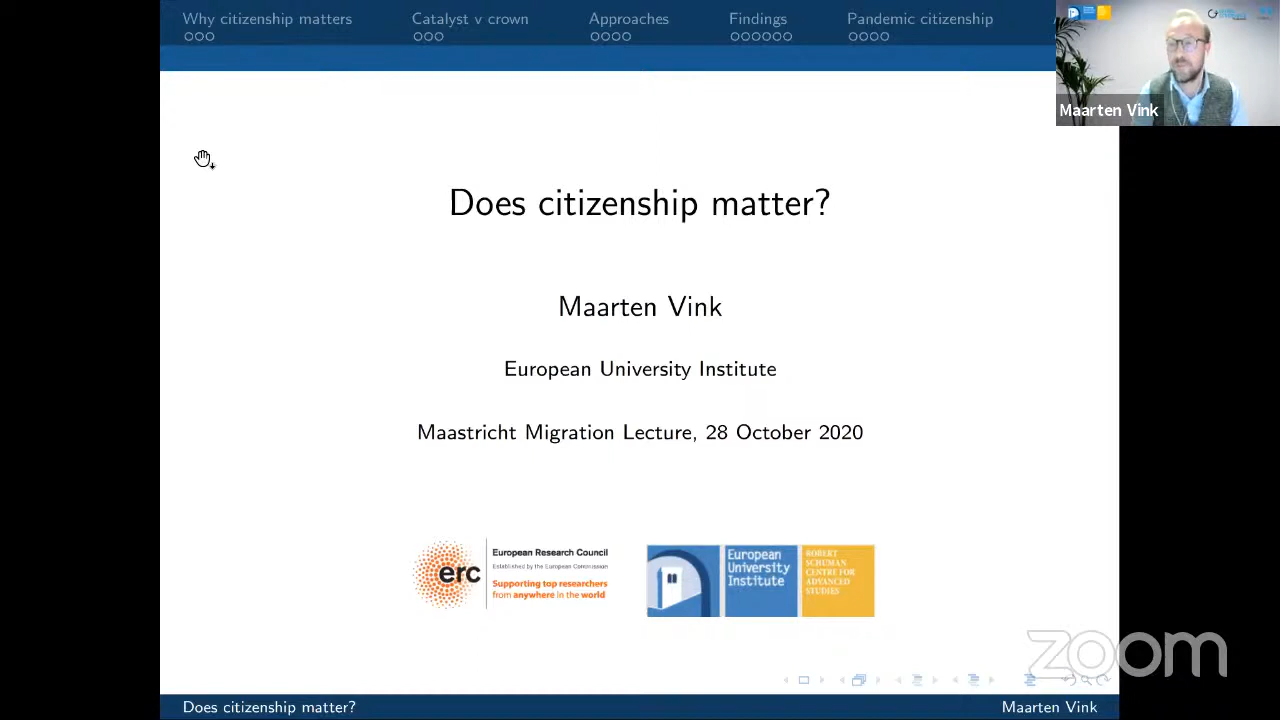 Why citizenship matters
Catalyst v crown
Approaches
Findings
Pandemic citizenship
Maarten Vink
Does citizenship matter?
Maarten Vink
European University Institute
Maastricht Migration Lecture, 28 October 2020
erc
European Research Council
Established by the European Commission
Supporting top researchers
from anywhere in the world
European
University
Institute
ROBERT
SCHUMAN
CENTRE FOR
ADVANCED
STUDIES
zoom
Does citizenship matter?
Maarten Vink